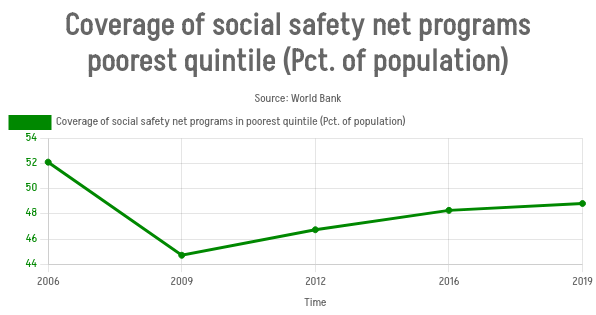 Coverage of social safety net programs
poorest quintile (Pct. of population)
Source: World Bank
Coverage of social safety net programs in poorest quintile (Pct. of population)
54
52
50
48
46
44
2006 2009 2012 2016 2019
Time